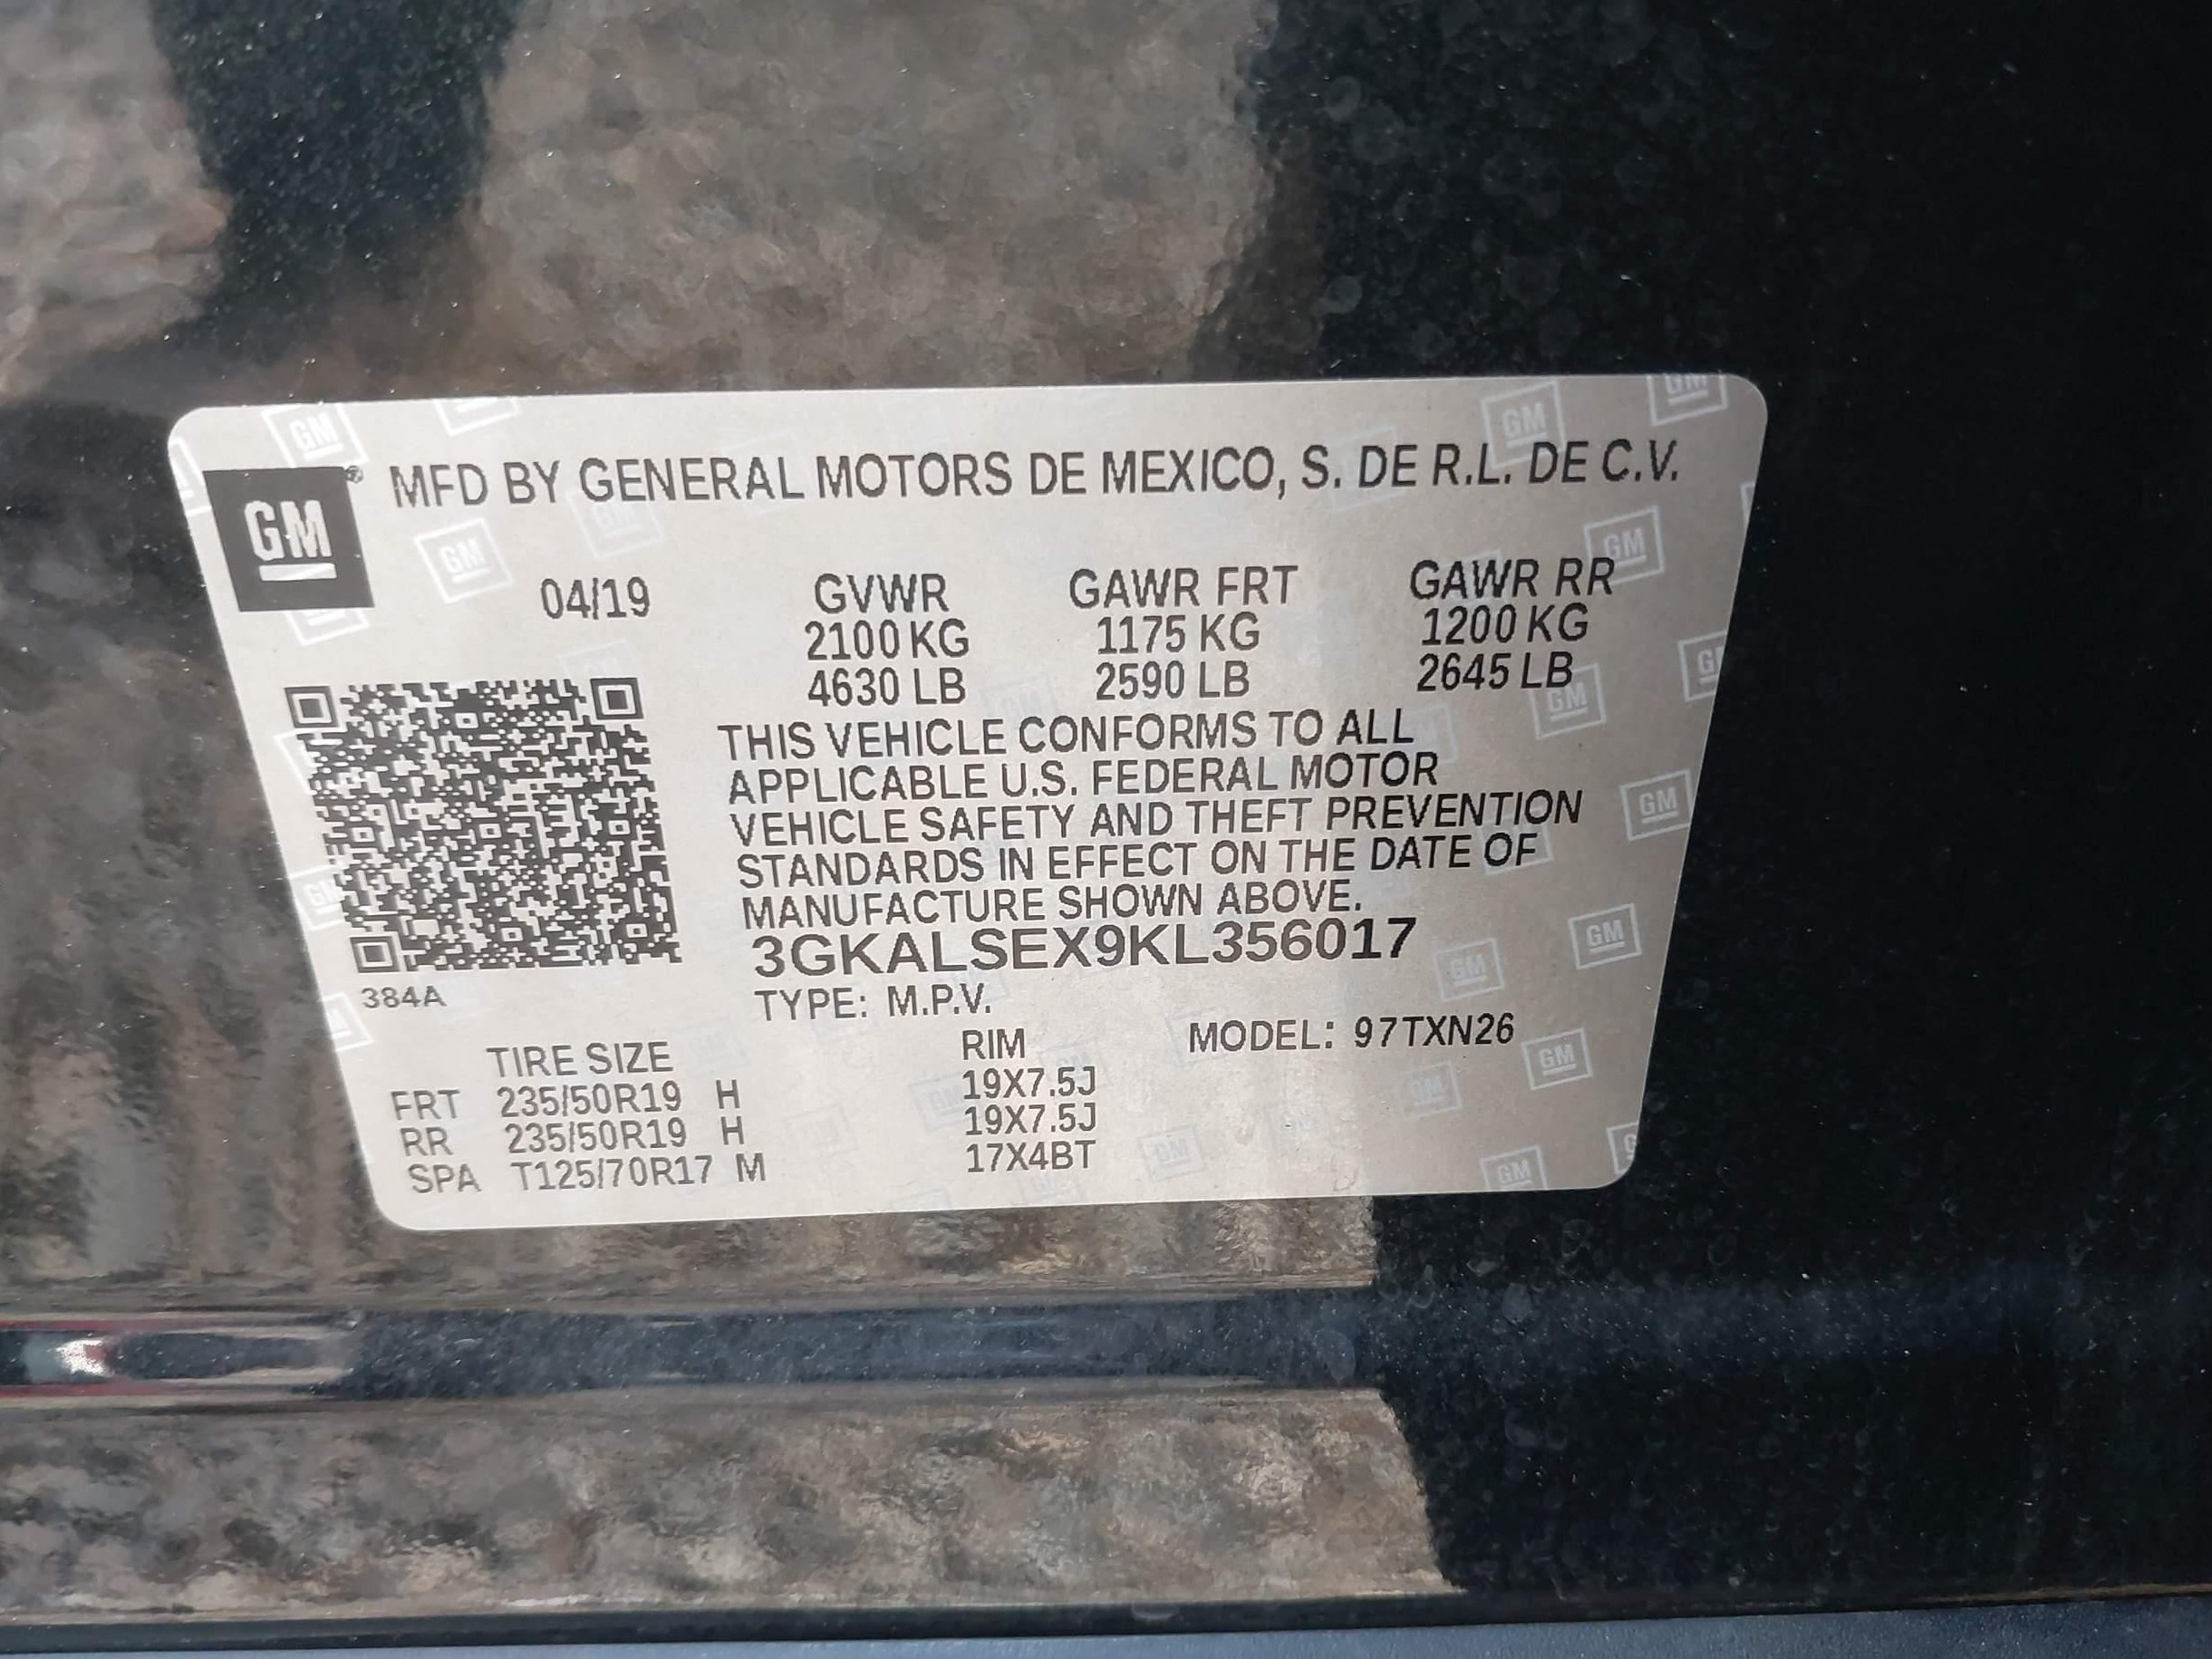 GM® MFD BY GENERAL MOTORS DE MEXICO, S. DE R.L. DE C.V.
04/19 GVWR GAWR FRT GAWR RR
2100 KG 1175 KG 1200 KG
4630 LB 2590 LB 2645 LB
THIS VEHICLE CONFORMS TO ALL
APPLICABLE U.S. FEDERAL MOTOR
VEHICLE SAFETY AND THEFT PREVENTION
STANDARDS IN EFFECT ON THE DATE OF
MANUFACTURE SHOWN ABOVE.
3GKALSEX9KL356017
384A
TYPE: M.P.V.
TIRE SIZE RIM MODEL: 97TXN26
FRT 235/50R19 H 19X7.5J
RR 235/50R19 H 19X7.5J
SPA T125/70R17 M 17X4BT